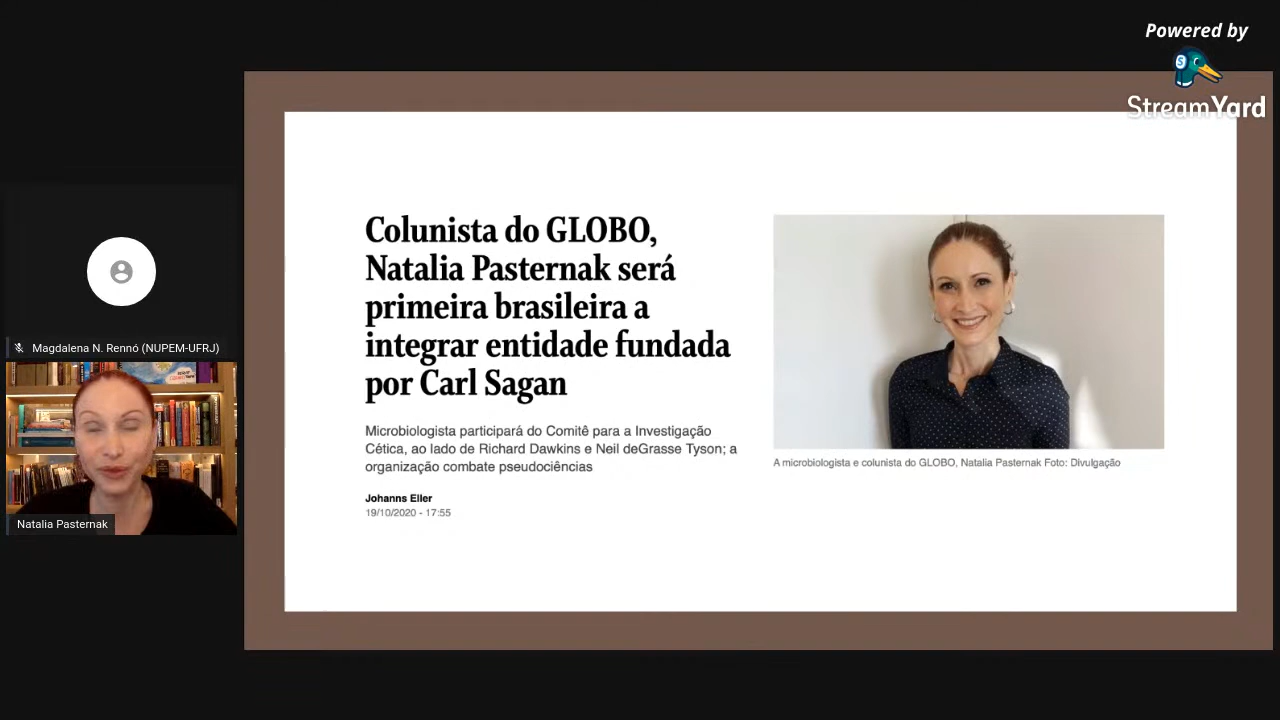 Powered by
StreamYard
Colunista do GLOBO,
Natalia Pasternak será
primeira brasileira a
integrar entidade fundada
por Carl Sagan
Microbiologista participará do Comitê para a Investigação
Cética, ao lado de Richard Dawkins e Neil deGrasse Tyson; a
organização combate pseudociências
Johanns Eller
19/10/2020 - 17:55
A microbiologista e colunista do GLOBO, Natalia Pasternak Foto: Divulgação
Magdalena N. Rennó (NUPEM-UFRJ)
Natalia Pasternak